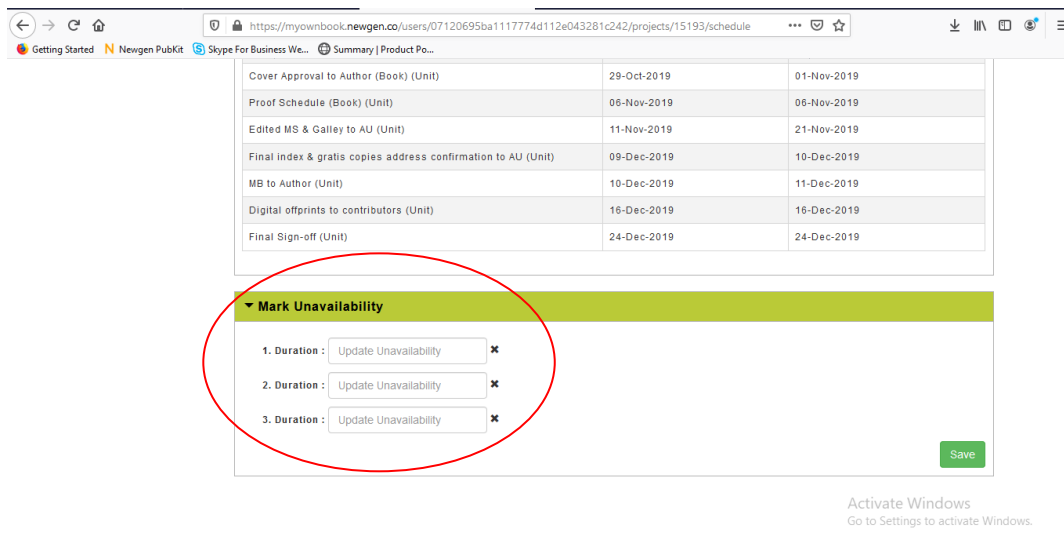 https://myownbook.newgen.co/users/07120695ba1117774d112e043281c242/projects/15193/schedule
Getting Started N Newgen PubKit S Skype For Business We... Summary | Product Po...
Cover Approval to Author (Book) (Unit) 29-Oct-2019 01-Nov-2019
Proof Schedule (Book) (Unit) 06-Nov-2019 06-Nov-2019
Edited MS & Galley to AU (Unit) 11-Nov-2019 21-Nov-2019
Final index & gratis copies address confirmation to AU (Unit) 09-Dec-2019 10-Dec-2019
MB to Author (Unit) 10-Dec-2019 11-Dec-2019
Digital offprints to contributors (Unit) 16-Dec-2019 16-Dec-2019
Final Sign-off (Unit) 24-Dec-2019 24-Dec-2019
Mark Unavailability
1. Duration : Update Unavailability
2. Duration : Update Unavailability
3. Duration : Update Unavailability
Save
Activate Windows
Go to Settings to activate Windows.